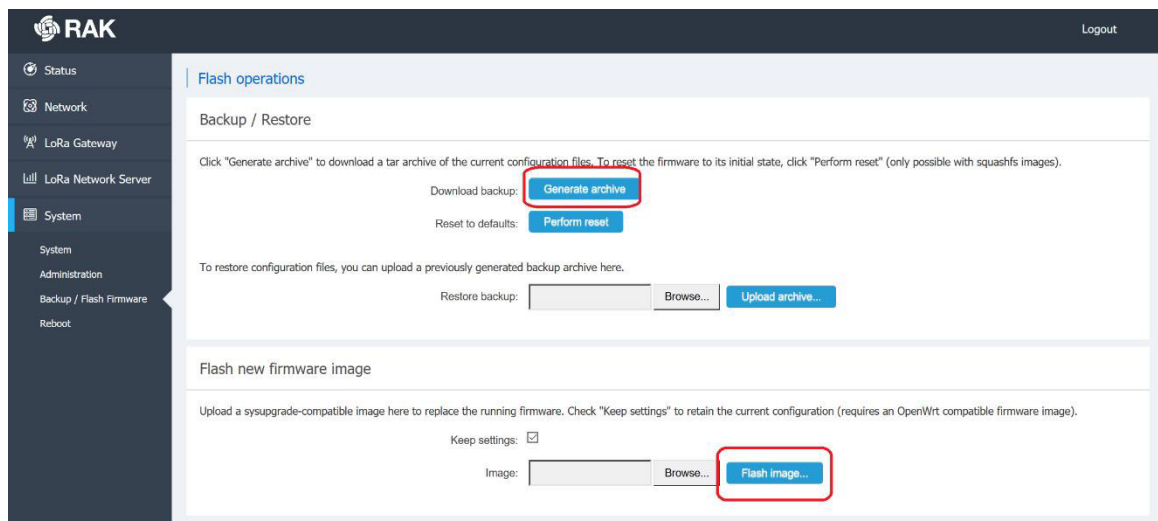 RAK
Logout
Status
Network
LoRa Gateway
LoRa Network Server
System
System
Administration
Backup / Flash Firmware
Reboot
Flash operations
Backup / Restore
Click "Generate archive" to download a tar archive of the current configuration files. To reset the firmware to its initial state, click "Perform reset" (only possible with squashfs images).
Download backup: Generate archive
Reset to defaults: Perform reset
To restore configuration files, you can upload a previously generated backup archive here.
Restore backup: Browse... Upload archive...
Flash new firmware image
Upload a sysupgrade-compatible image here to replace the running firmware. Check "Keep settings" to retain the current configuration (requires an OpenWrt compatible firmware image).
Keep settings:
Image: Browse... Flash image...